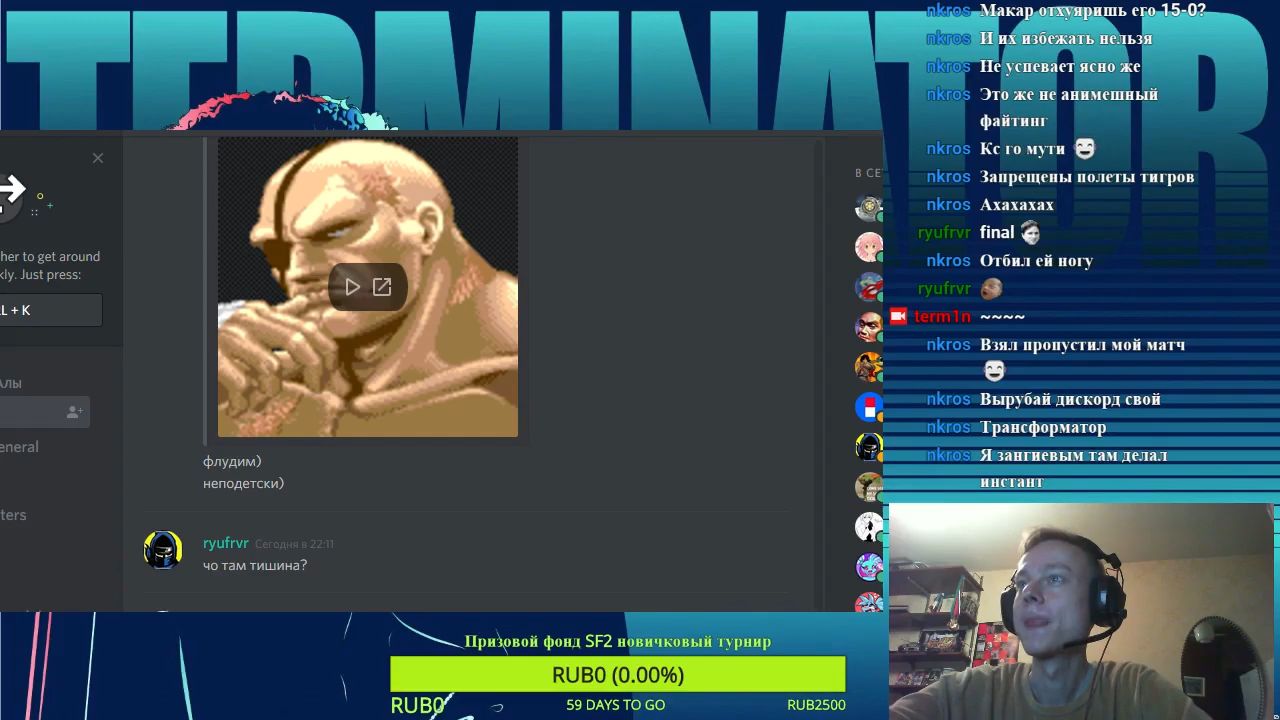 TERMINATOR
her to get around
kly. Just press:
L + K
АЛЫ
eneral
ters
флудим)
неподетски)
ryufrvr Сегодня в 22:11
чо там тишина?
В СЕ
nkros Макар отхуяришь его 15-0?
nkros И их избежать нельзя
nkros Не успевает ясно же
nkros Это же не анимешный
файтинг
nkros Кс го мути
nkros Запрещены полеты тигров
nkros Ахахахах
ryufrvr final
nkros Отбил ей ногу
ryufrvr
term1n ~~~~
nkros Взял пропустил мой матч
nkros Вырубай дискорд свой
nkros Трансформатор
nkros Я зангиевым там делал
инстант
Призовой фонд SF2 новичковый турнир
RUB0 (0.00%)
RUB0 59 DAYS TO GO RUB2500